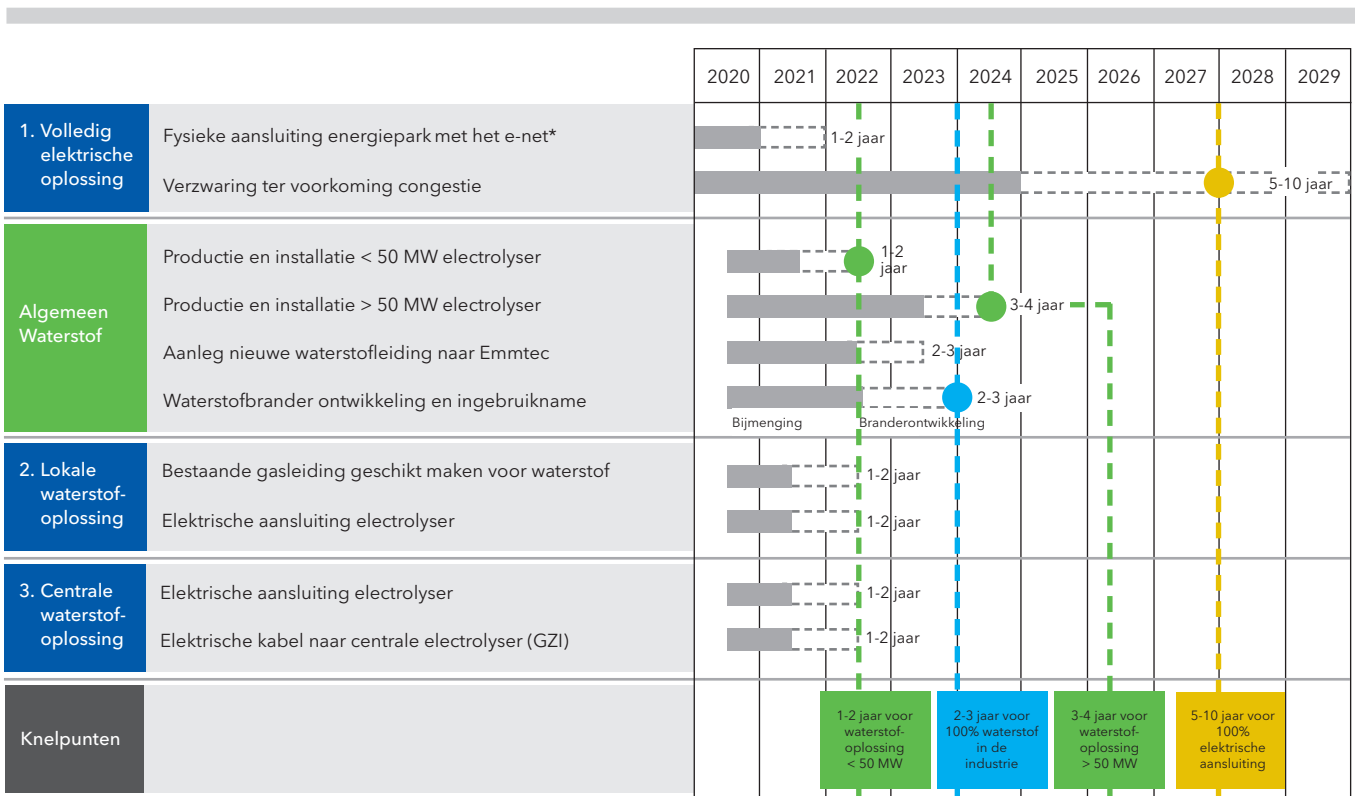 2020 2021 2022 2023 2024 2025 2026 2027 2028 2029
1. Volledig
elektrische
oplossing
Fysieke aansluiting energiepark met het e-net*
1-2 jaar
Verzwaring ter voorkoming congestie
5-10 jaar
Algemeen
Waterstof
Productie en installatie < 50 MW electrolyser
1-2
jaar
Productie en installatie > 50 MW electrolyser
3-4 jaar
Aanleg nieuwe waterstofleiding naar Emmtec
2-3 jaar
Waterstofbrander ontwikkeling en ingebruikname
2-3 jaar
Bijmenging
Branderontwikkeling
2. Lokale
waterstof-
oplossing
Bestaande gasleiding geschikt maken voor waterstof
1-2 jaar
Elektrische aansluiting electrolyser
1-2 jaar
3. Centrale
waterstof-
oplossing
Elektrische aansluiting electrolyser
1-2 jaar
Elektrische kabel naar centrale electrolyser (GZI)
1-2 jaar
Knelpunten
1-2 jaar voor
waterstof-
oplossing
< 50 MW
2-3 jaar voor
100% waterstof
in de
industrie
3-4 jaar voor
waterstof-
oplossing
> 50 MW
5-10 jaar voor
100%
elektrische
aansluiting